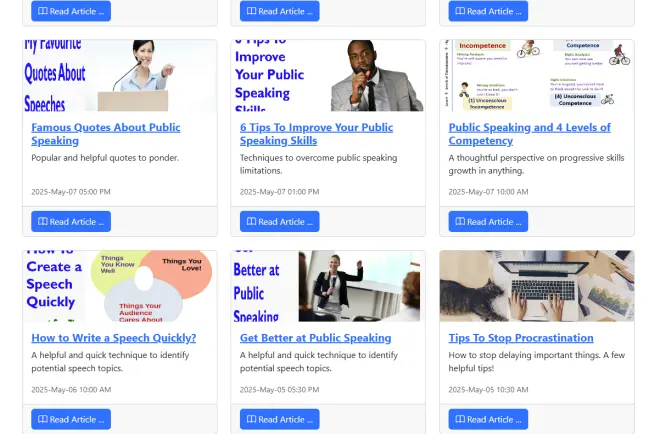 Read Article ...
Read Article ...
Read Article ...
My Favourite
Quotes About
Speeches
Famous Quotes About Public
Speaking
Popular and helpful quotes to ponder.
2025-May-07 05:00 PM
Read Article ...
6 Tips To
Improve
Your Public
Speaking
Skills
6 Tips To Improve Your Public
Speaking Skills
Techniques to overcome public speaking
limitations.
2025-May-07 01:00 PM
Read Article ...
Incompetence
Competence
(1) Unconscious
Incompetence
(4) Unconscious
Competence
Public Speaking and 4 Levels of
Competency
A thoughtful perspective on progressive skills
growth in anything.
2025-May-07 10:00 AM
Read Article ...
How To
Create a
Speech
Quickly
Things
You Know
Well
Things
You Love!
Things Your
Audience
Cares About
How to Write a Speech Quickly?
A helpful and quick technique to identify
potential speech topics.
2025-May-06 10:00 AM
Read Article ...
Get
Better at
Public
Speaking
Get Better at Public Speaking
A helpful and quick technique to identify
potential speech topics.
2025-May-05 05:30 PM
Read Article ...
Tips To Stop Procrastination
How to stop delaying important things. A few
helpful tips!
2025-May-05 10:30 AM
Read Article ...